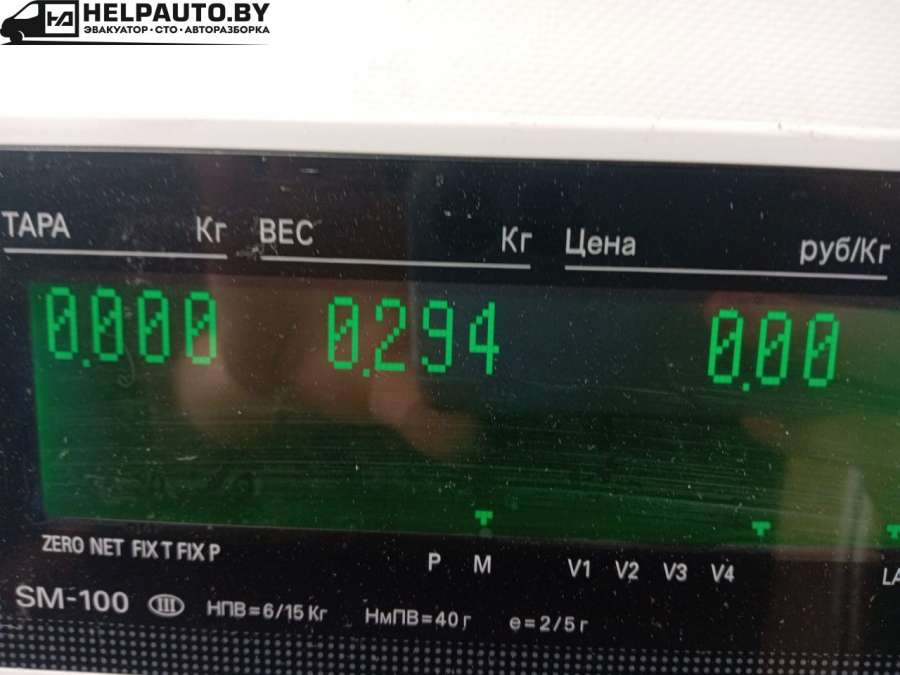 HELPAUTO.BY
ЭВАКУАТОР · СТО · АВТОРАЗБОРКА
ТАРА Кг ВЕС Кг Цена руб/Кг
0.000 0.294 0.00
ZERO NET FIX T FIX P P M V1 V2 V3 V4
SM-100 III НПВ=6/15 Кг НмПВ=40 г e=2/5 г